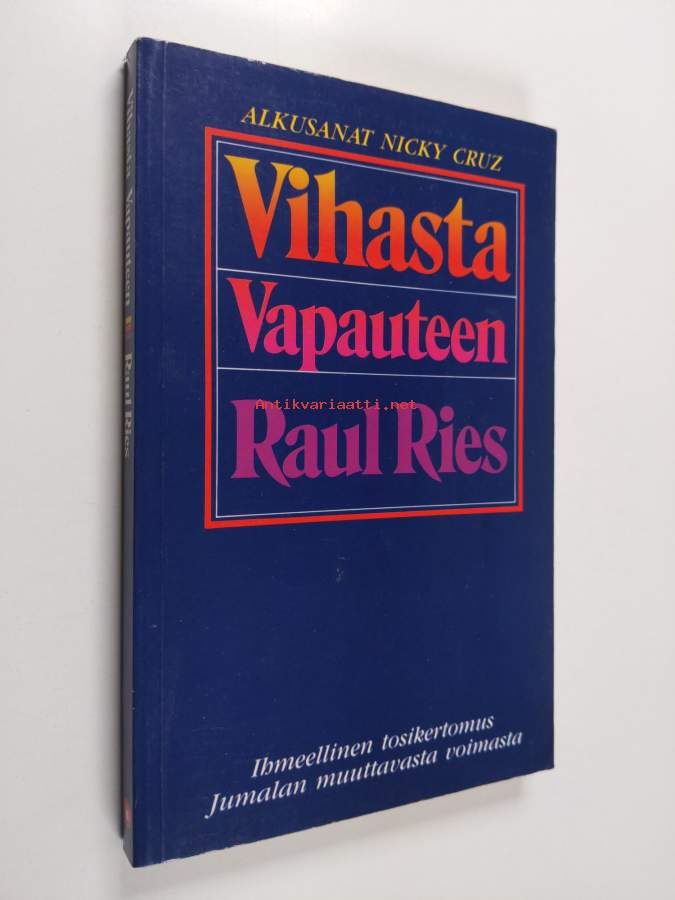 ALKUSANAT NICKY CRUZ
Vihasta
Vapauteen
Antikvariaatti.net
Raul Ries
Ihmeellinen tosikertomus
Jumalan muuttavasta voimasta
Vihasta Vapauteen Raul Ries